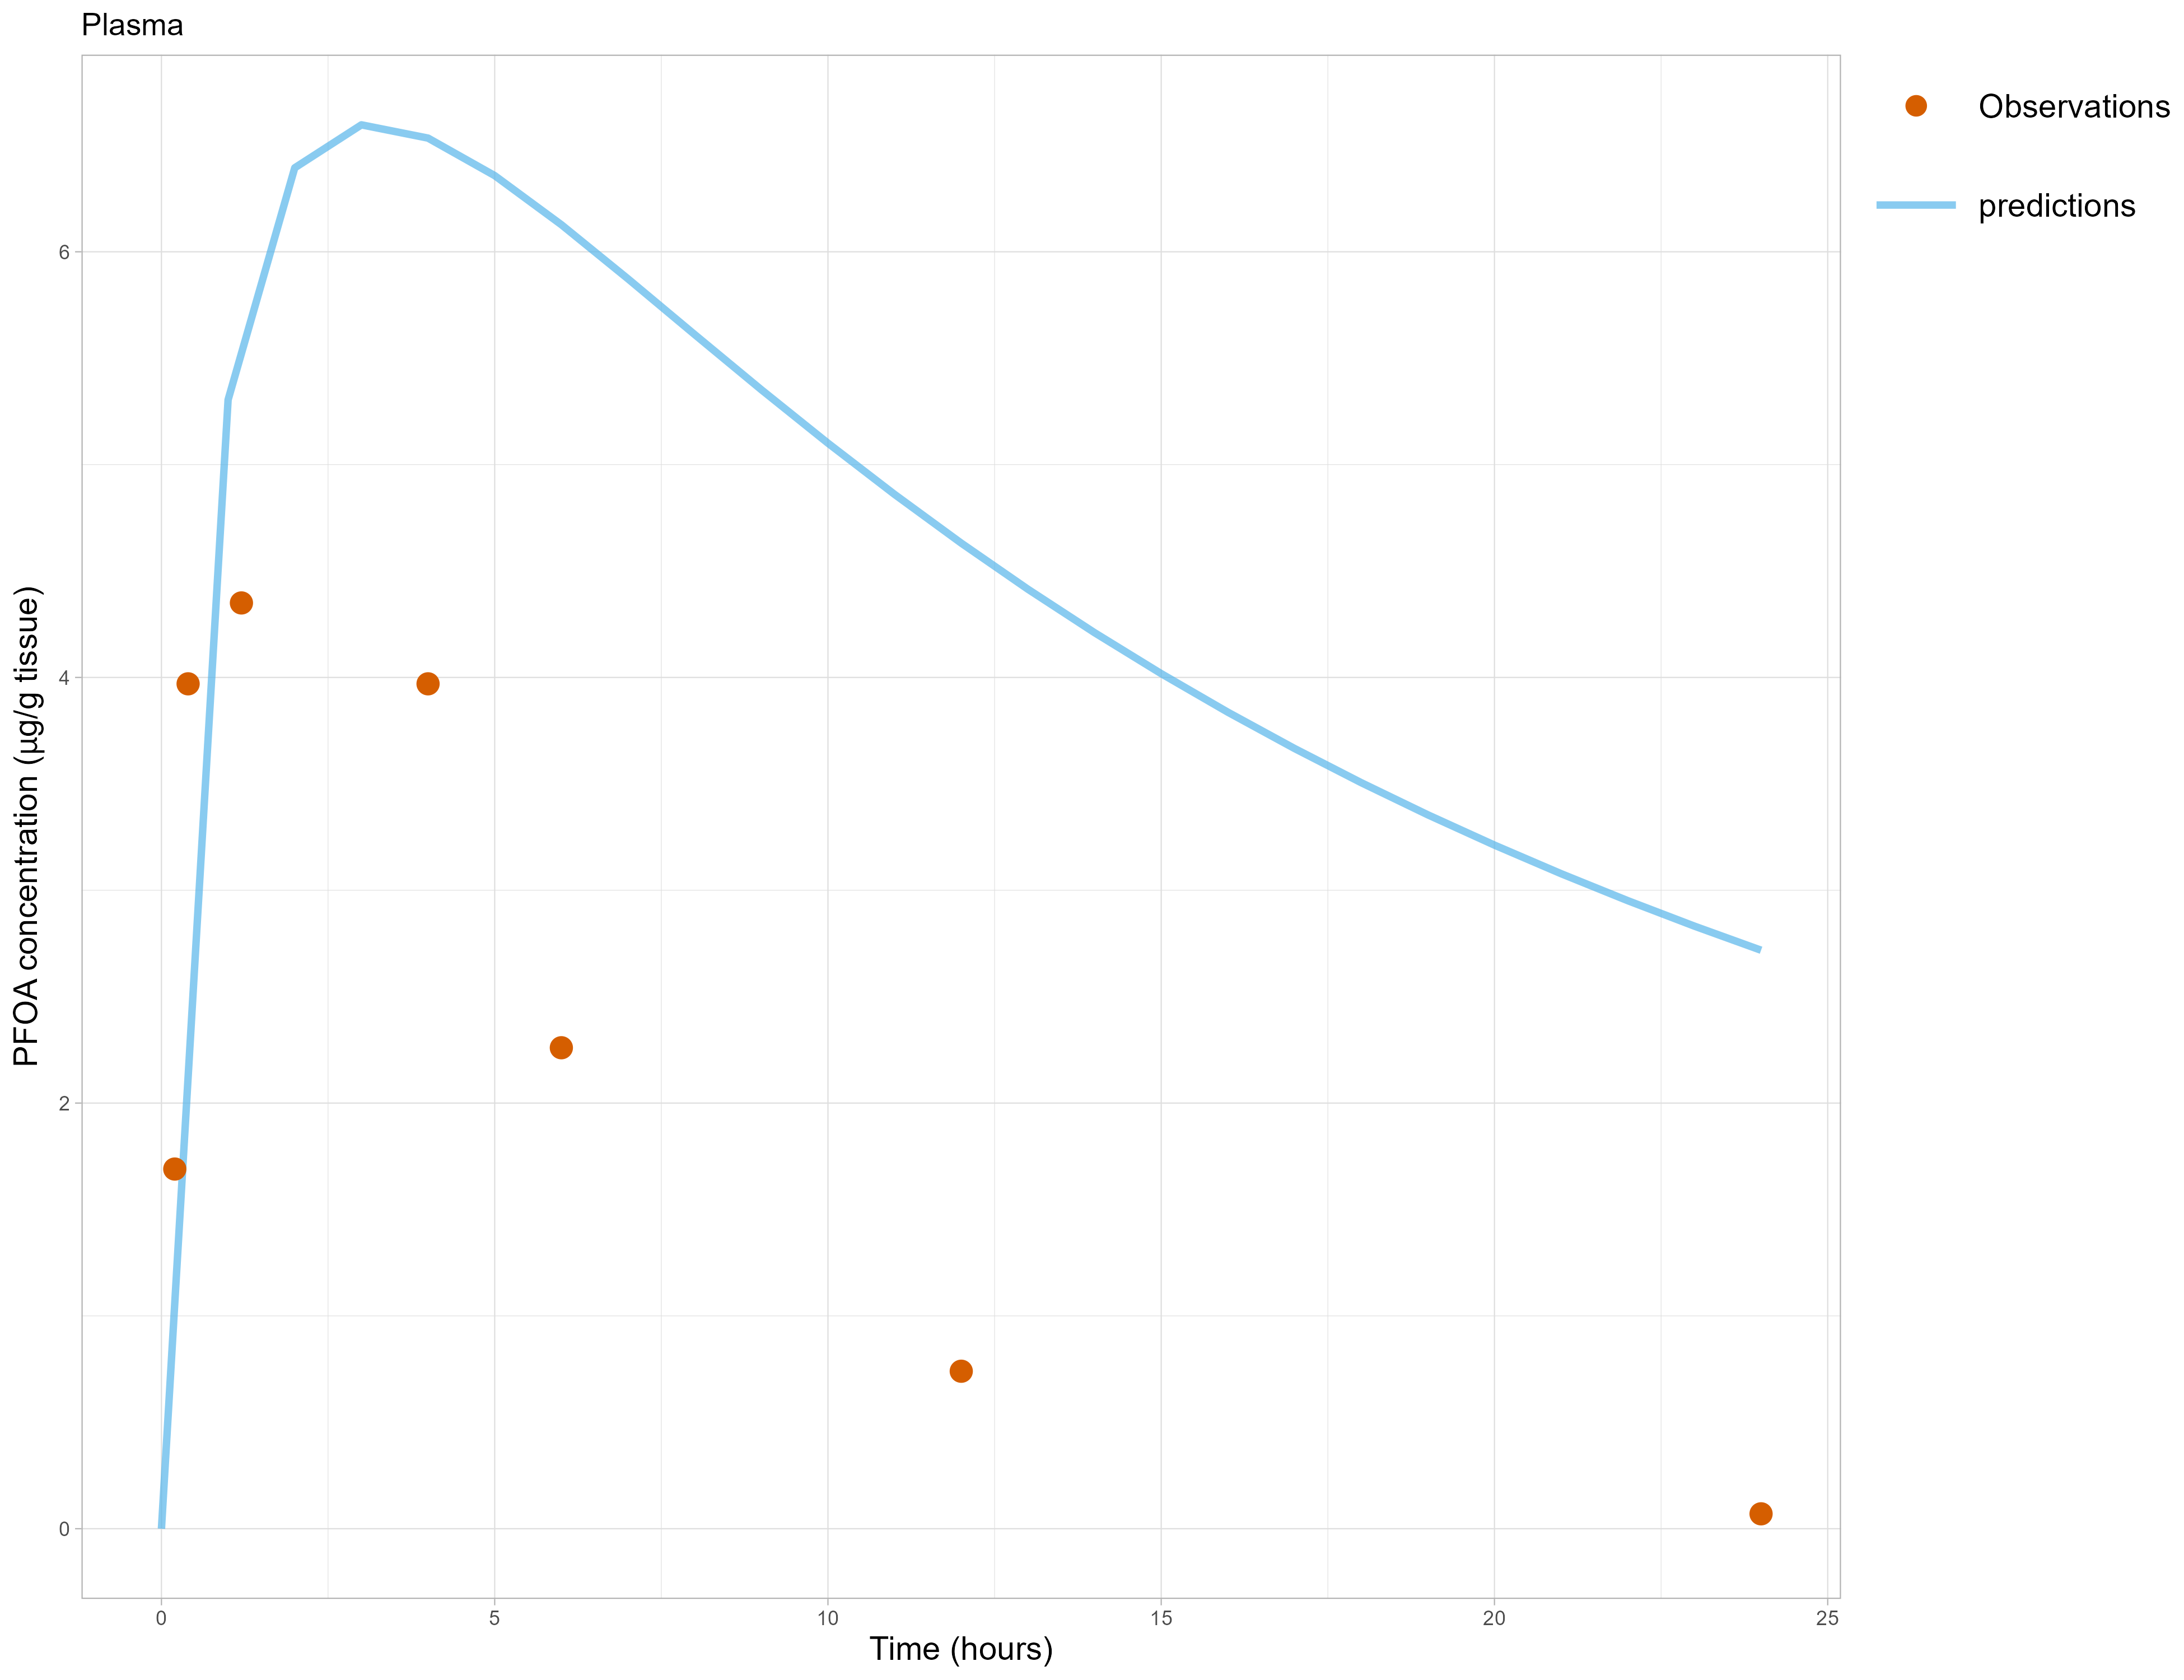 Plasma
Observations
predictions
PFOA concentration (µg/g tissue)
6
4
2
0
0 5 10 15 20 25
Time (hours)